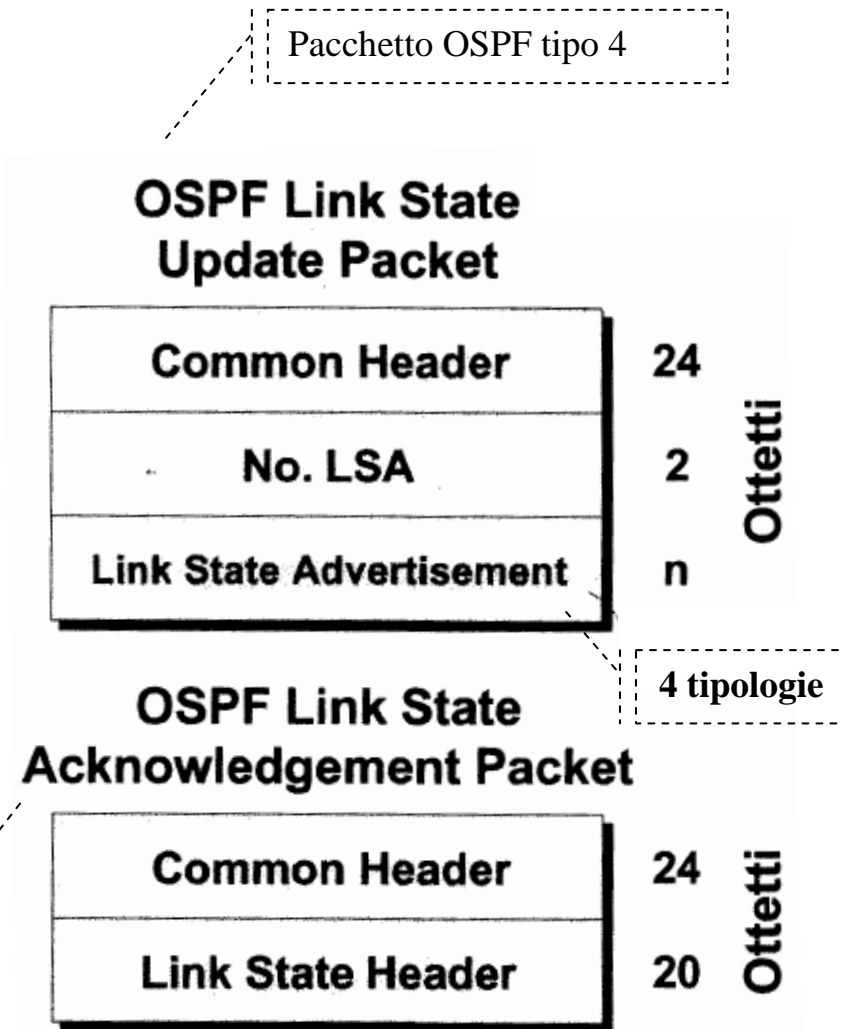 Pacchetto OSPF tipo 4
OSPF Link State
Update Packet
Common Header 24
No. LSA 2
Link State Advertisement n
Ottetti
4 tipologie
OSPF Link State
Acknowledgement Packet
Common Header 24
Link State Header 20
Ottetti